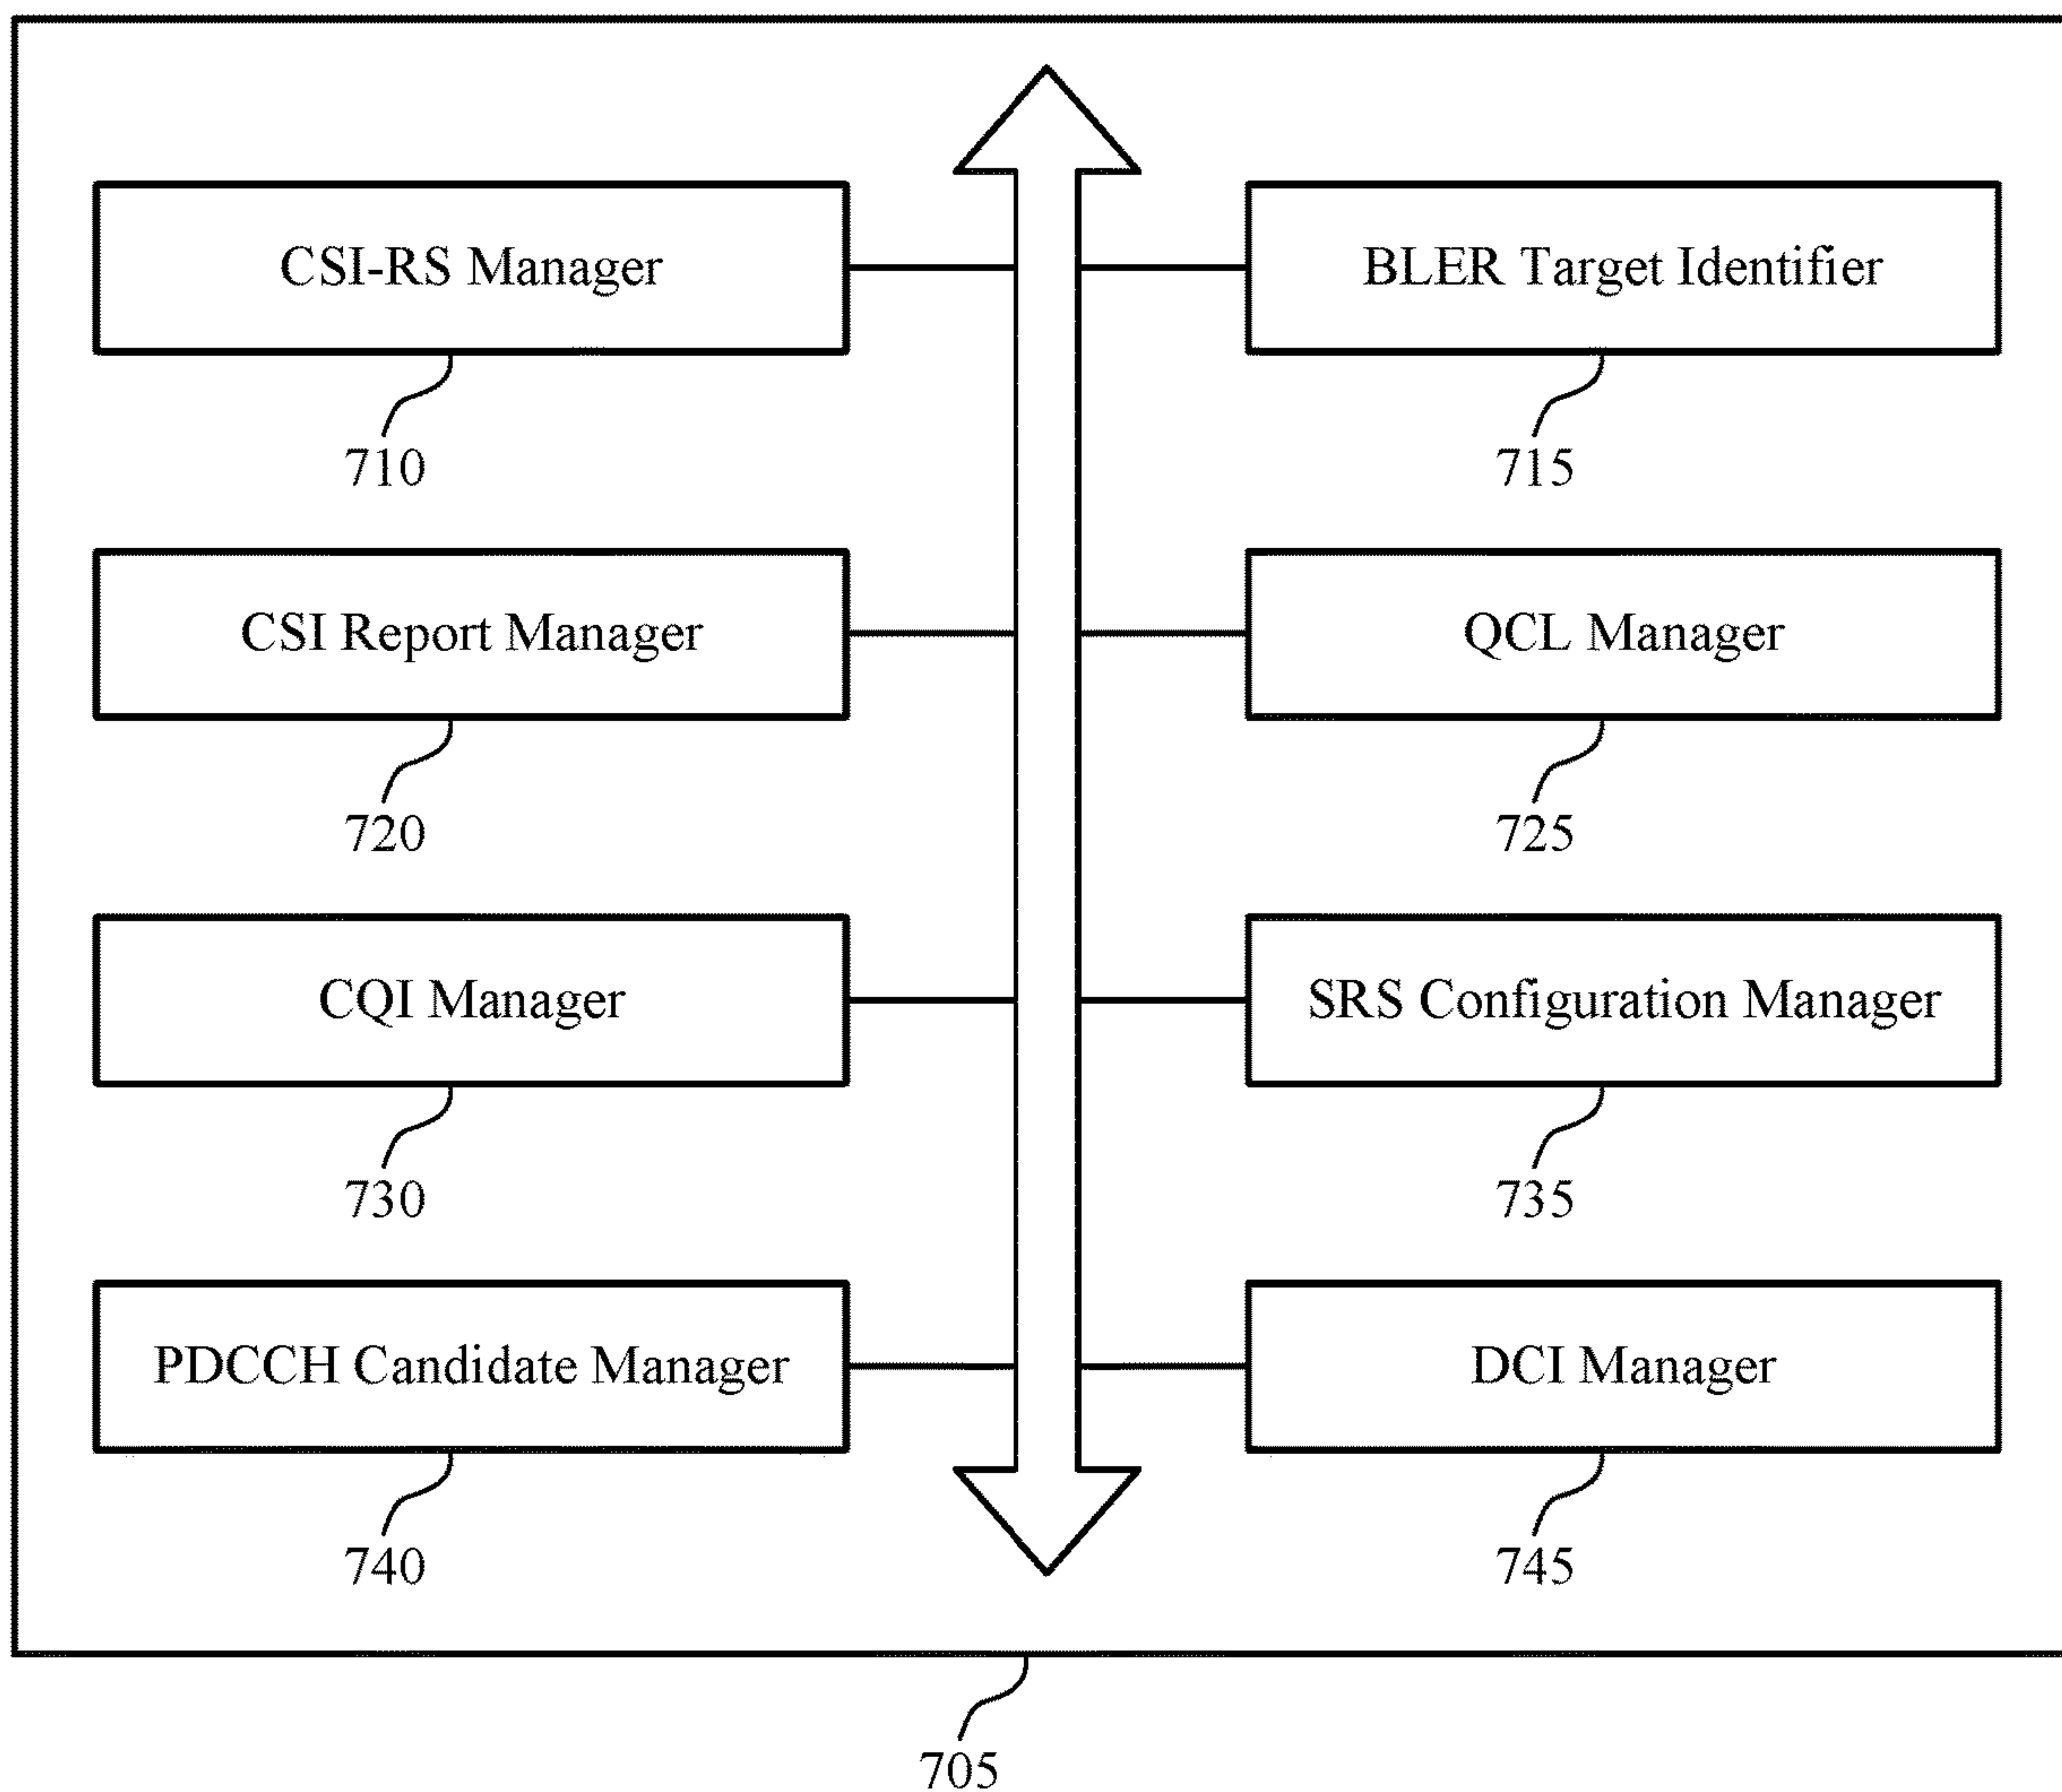 CSI-RS Manager
BLER Target Identifier
710
715
CSI Report Manager
QCL Manager
720
725
CQI Manager
SRS Configuration Manager
730
735
PDCCH Candidate Manager
DCI Manager
740
745
705